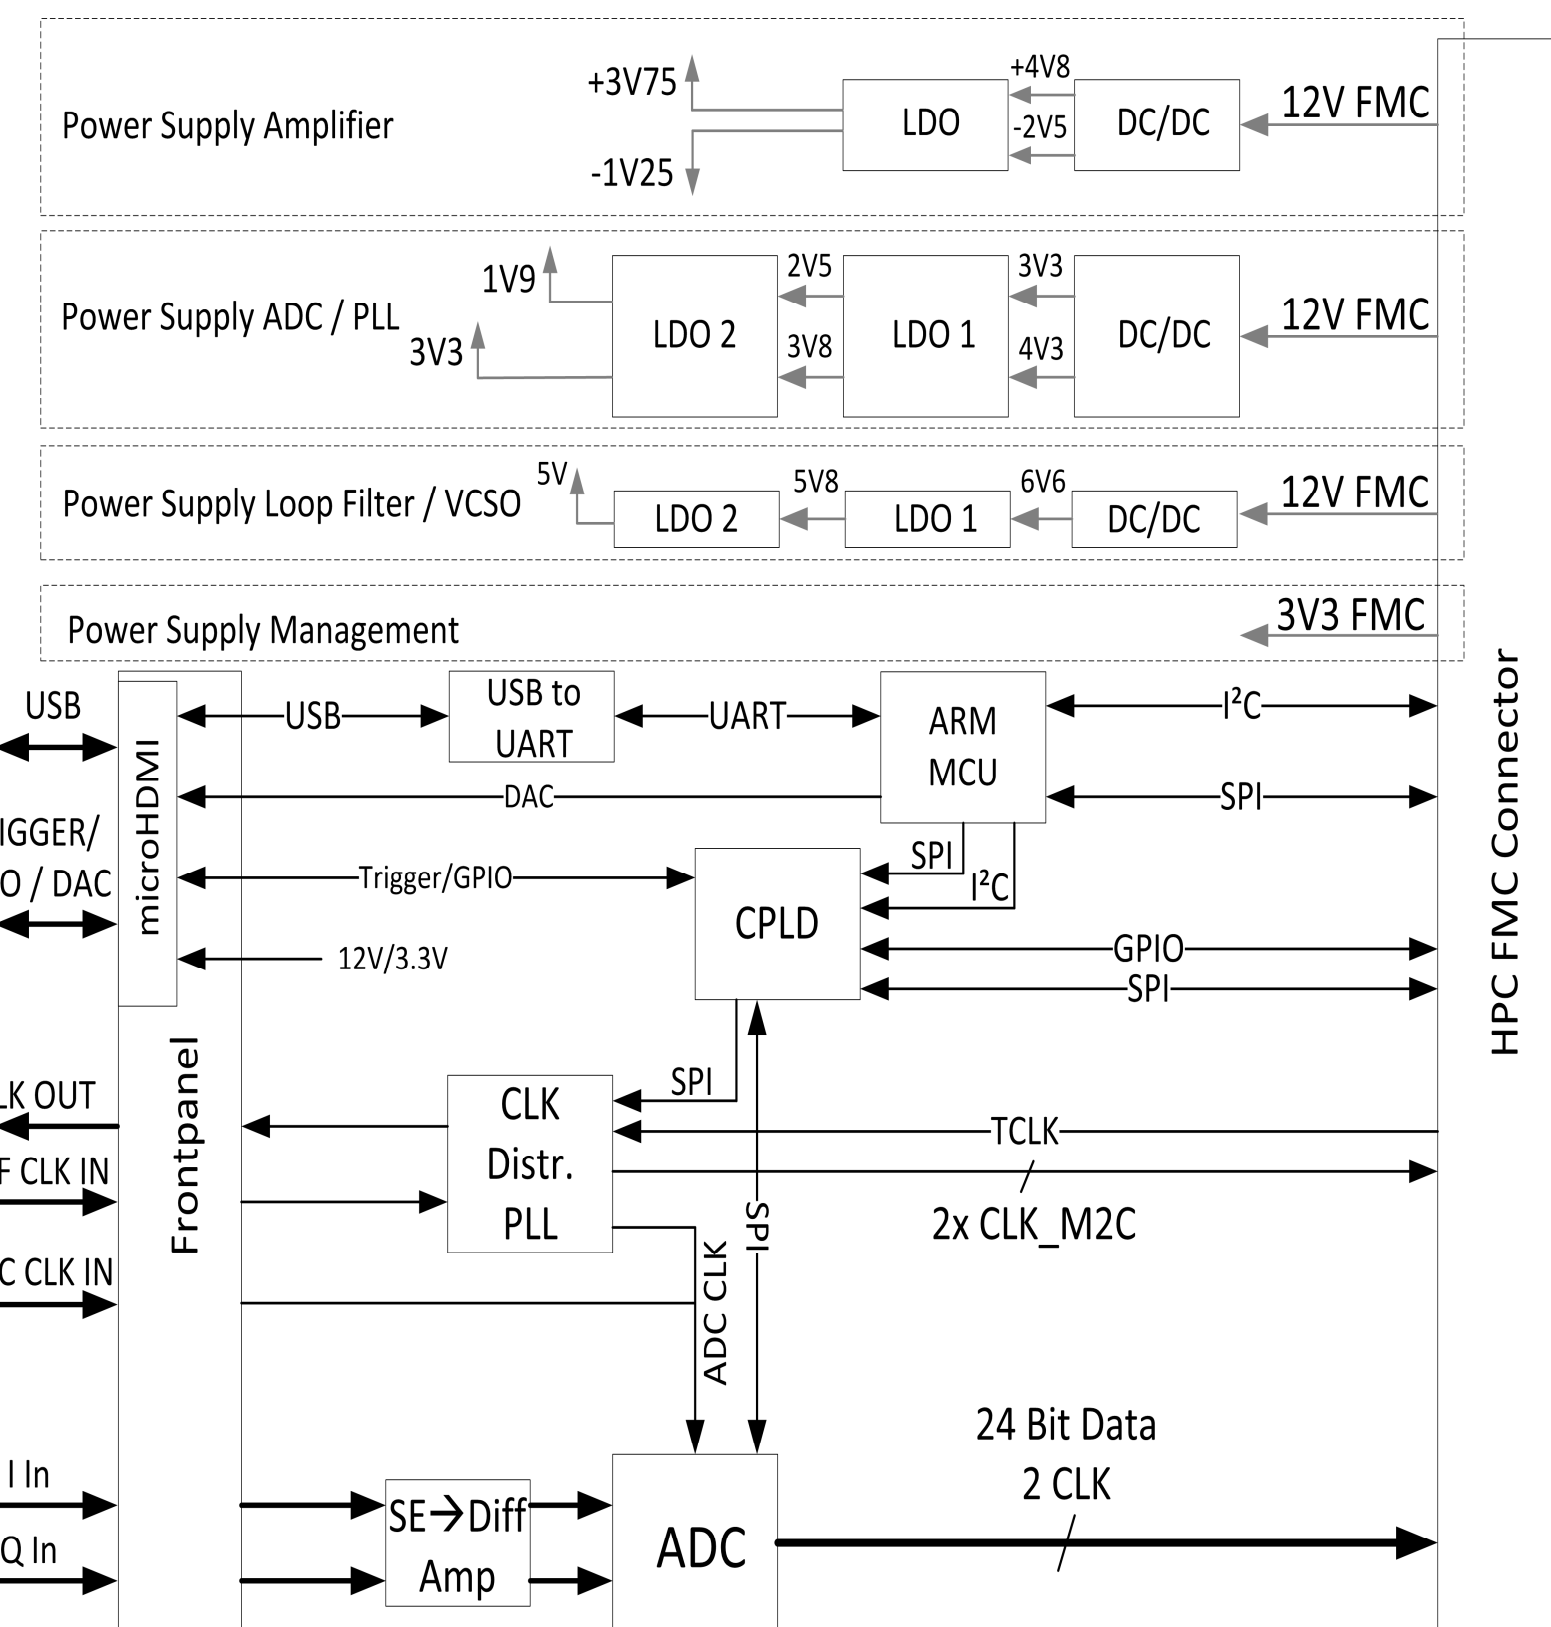 +3V75
+4V8
12V FMC
Power Supply Amplifier
LDO
DC/DC
-2V5
-1V25
1V9
2V5
3V3
12V FMC
Power Supply ADC / PLL
3V3
LDO 2
3V8
LDO 1
4V3
DC/DC
5V
5V8
6V6
12V FMC
Power Supply Loop Filter / VCSO
LDO 2
LDO 1
DC/DC
3V3 FMC
Power Supply Management
HPC FMC Connector
USB
microHDMI
USB
USB to
UART
UART
ARM
MCU
I²C
DAC
SPI
IGGER/
O / DAC
Trigger/GPIO
SPI
I²C
CPLD
GPIO
12V/3.3V
SPI
Frontpanel
LK OUT
SPI
CLK
Distr.
PLL
TCLK
F CLK IN
2x CLK_M2C
SPI
C CLK IN
ADC CLK
24 Bit Data
2 CLK
I In
SE→Diff
Amp
ADC
Q In